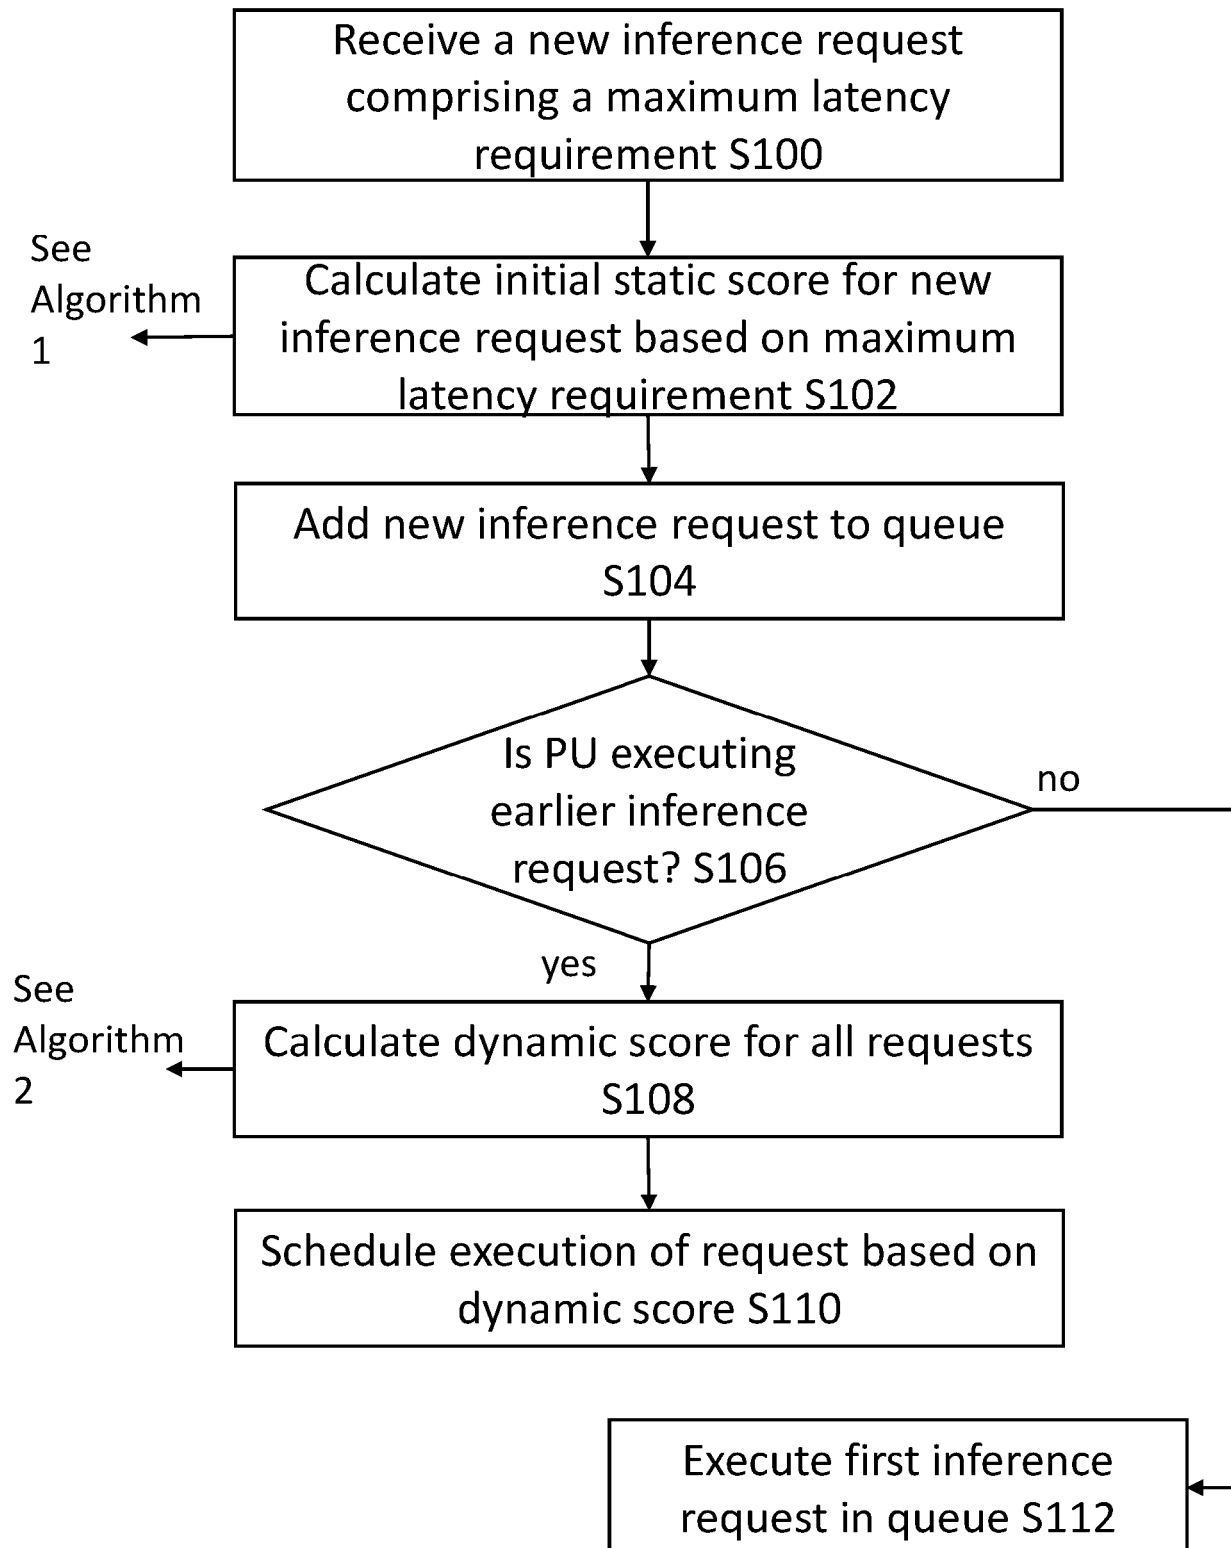 Receive a new inference request
comprising a maximum latency
requirement S100
See
Algorithm
1
Calculate initial static score for new
inference request based on maximum
latency requirement S102
Add new inference request to queue
S104
Is PU executing
earlier inference
request? S106
no
yes
See
Algorithm
2
Calculate dynamic score for all requests
S108
Schedule execution of request based on
dynamic score S110
Execute first inference
request in queue S112